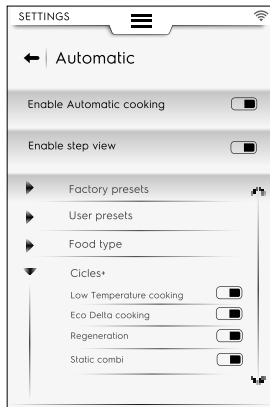 SETTINGS
Automatic
Enable Automatic cooking
Enable step view
Factory presets
User presets
Food type
Cicles+
Low Temperature cooking
Eco Delta cooking
Regeneration
Static combi